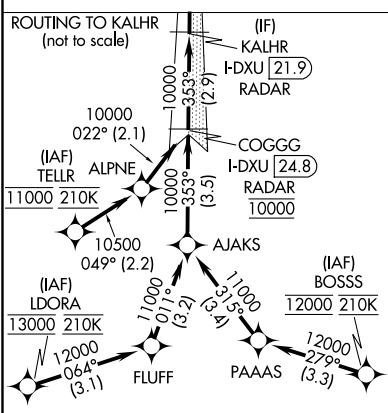 ROUTING TO KALHR
(not to scale)
(IF)
KALHR
I-DXU 21.9
RADAR
10000
353°
(2.9)
10000
022° (2.1)
COGGG
I-DXU 24.8
RADAR
10000
(IAF)
TELLR
11000 210K
ALPNE
10000
353°
(3.5)
10500
049° (2.2)
AJAKS
(IAF)
LDORA
13000 210K
11000
011°
(3.2)
11000
315°
(3.4)
(IAF)
BOSSS
12000 210K
12000
064°
(3.1)
FLUFF
PAAAS
12000
279°
(3.3)